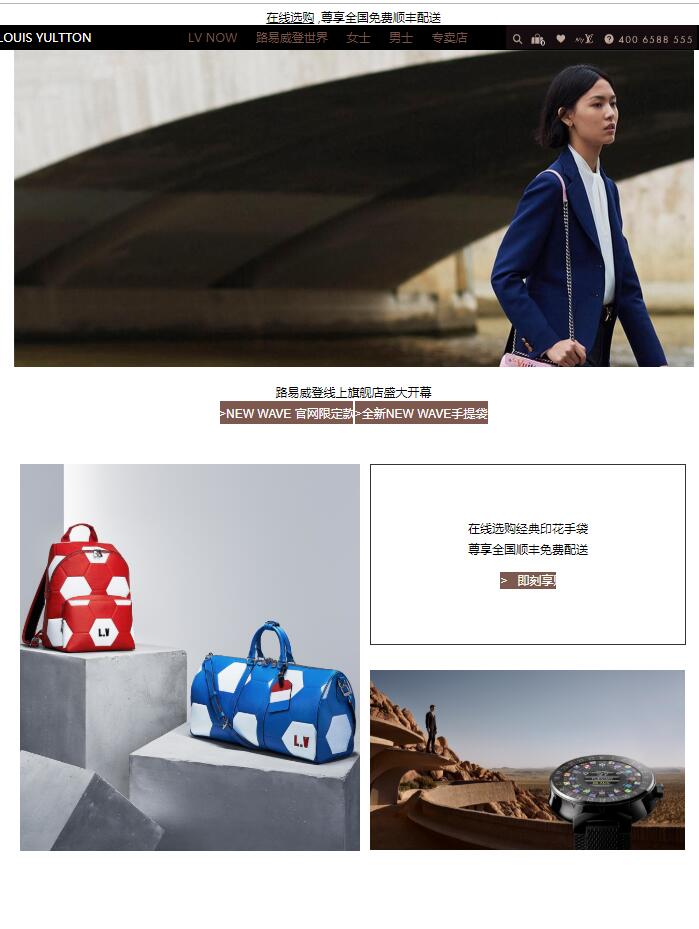 在线选购 ,尊享全国免费顺丰配送
LOUIS YULTTON LV NOW 路易威登世界 女士 男士 专卖店 400 6588 555
路易威登线上旗舰店盛大开幕
>NEW WAVE 官网限定款 >全新NEW WAVE手提袋
在线选购经典印花手袋
尊享全国顺丰免费配送
> 即刻享
L.V
L.V